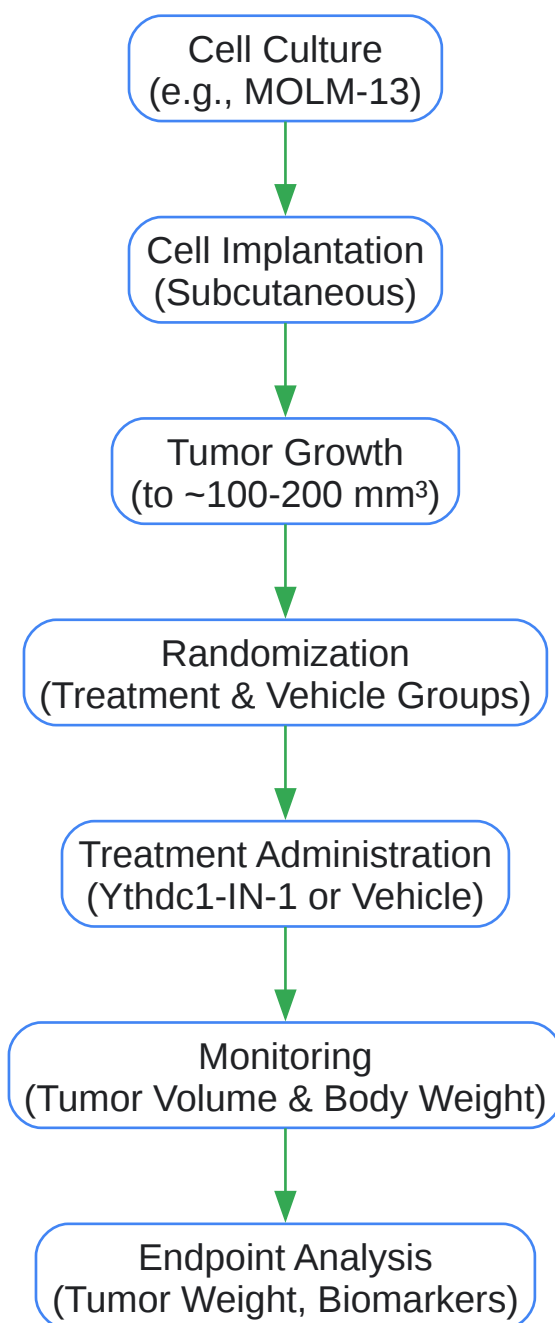 Cell Culture
(e.g., MOLM-13)
Cell Implantation
(Subcutaneous)
Tumor Growth
(to ~100-200 mm³)
Randomization
(Treatment & Vehicle Groups)
Treatment Administration
(Ythdc1-IN-1 or Vehicle)
Monitoring
(Tumor Volume & Body Weight)
Endpoint Analysis
(Tumor Weight, Biomarkers)